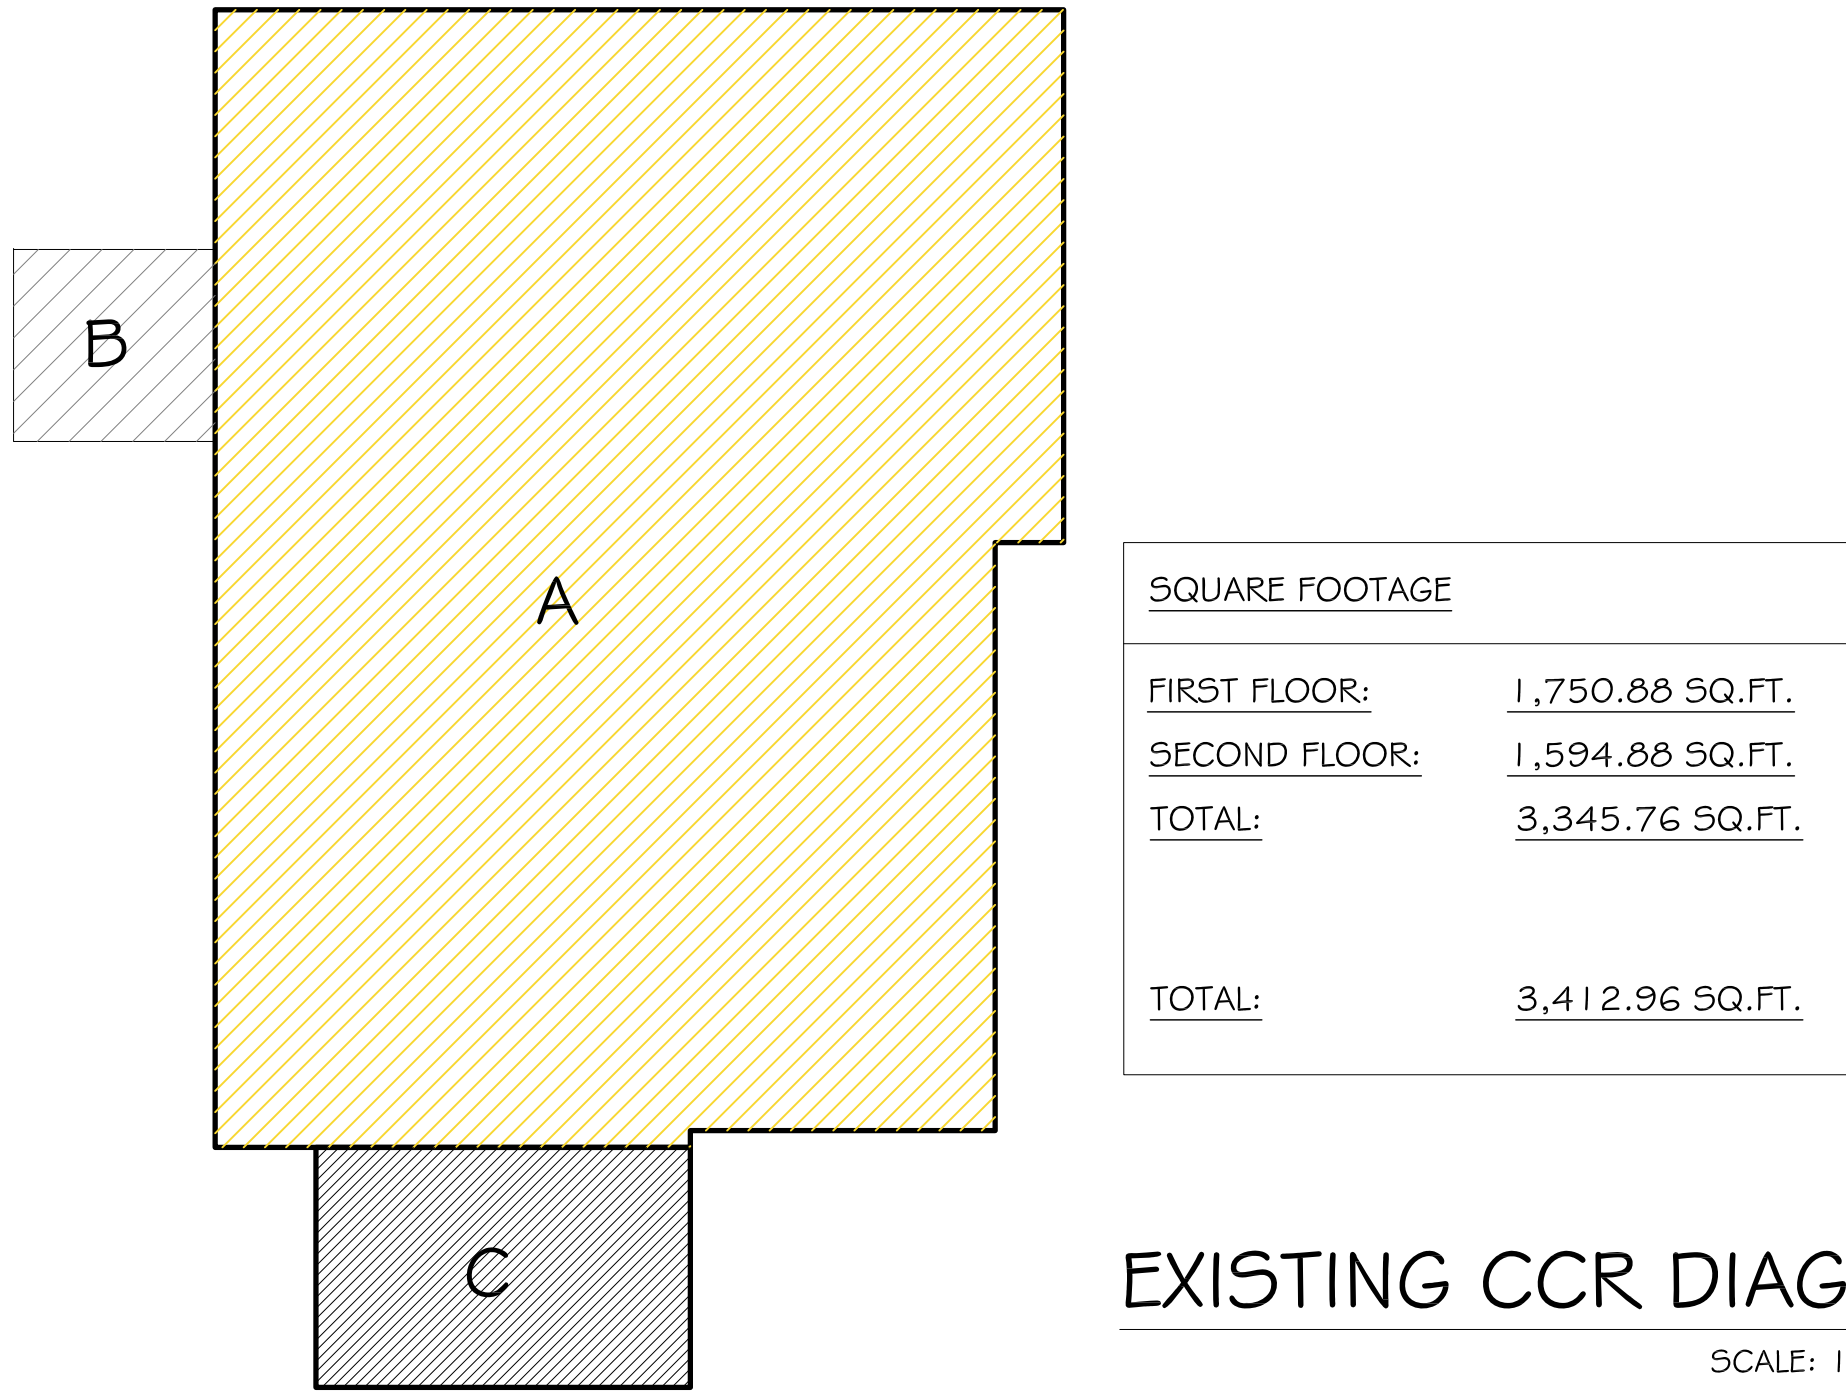 B
A
C
SQUARE FOOTAGE
FIRST FLOOR: 1,750.88 SQ.FT.
SECOND FLOOR: 1,594.88 SQ.FT.
TOTAL: 3,345.76 SQ.FT.
TOTAL: 3,412.96 SQ.FT.
EXISTING CCR DIAG
SCALE: 1